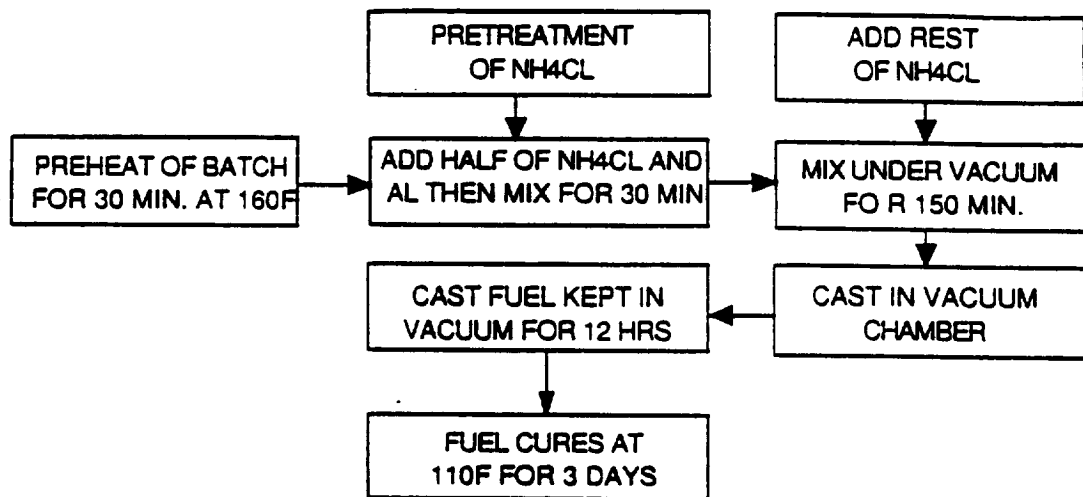 PRETREATMENT
OF NH4CL
ADD REST
OF NH4CL
PREHEAT OF BATCH
FOR 30 MIN. AT 160F
ADD HALF OF NH4CL AND
AL THEN MIX FOR 30 MIN
MIX UNDER VACUUM
FO R 150 MIN.
CAST FUEL KEPT IN
VACUUM FOR 12 HRS
CAST IN VACUUM
CHAMBER
FUEL CURES AT
110F FOR 3 DAYS